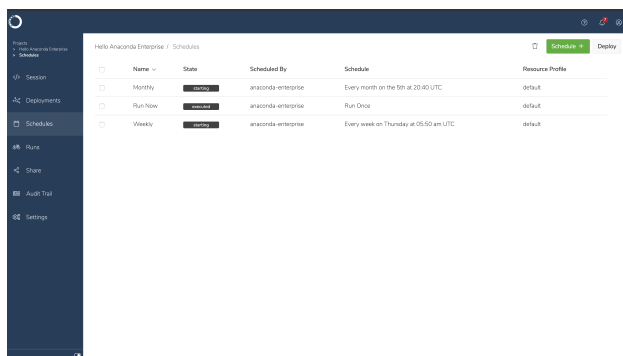 Projects
> Hello Anaconda Enterprise
> Schedules
Hello Anaconda Enterprise / Schedules
Schedule +
Deploy
Name State Scheduled By Schedule Resource Profile
Monthly starting anaconda-enterprise Every month on the 5th at 20:40 UTC default
Run Now executed anaconda-enterprise Run Once default
Weekly starting anaconda-enterprise Every week on Thursday at 05:50 am UTC default
Session
Deployments
Schedules
Runs
Share
Audit Trail
Settings